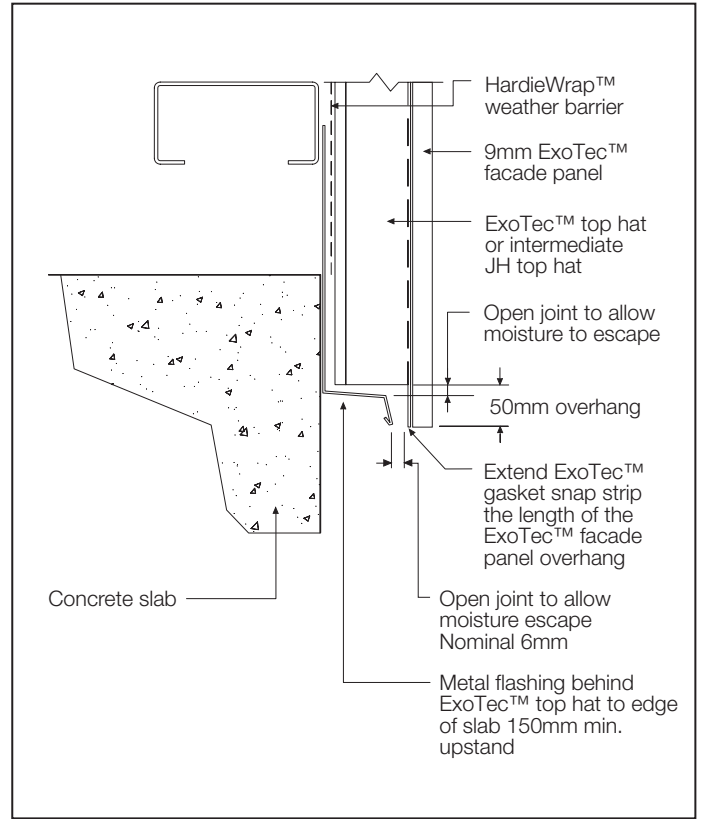 HardieWrap™
weather barrier
9mm ExoTec™
facade panel
ExoTec™ top hat
or intermediate
JH top hat
Open joint to allow
moisture to escape
50mm overhang
Extend ExoTec™
gasket snap strip
the length of the
ExoTec™ facade
panel overhang
Concrete slab
Open joint to allow
moisture escape
Nominal 6mm
Metal flashing behind
ExoTec™ top hat to edge
of slab 150mm min.
upstand